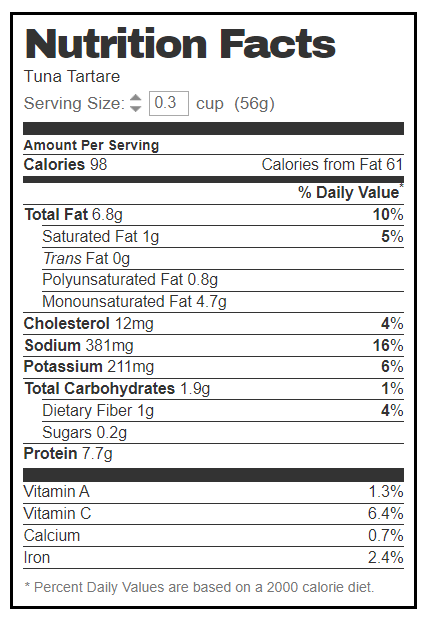 Nutrition Facts
Tuna Tartare
Serving Size: 0.3 cup (56g)
Amount Per Serving
Calories 98 Calories from Fat 61
% Daily Value*
Total Fat 6.8g 10%
Saturated Fat 1g 5%
Trans Fat 0g
Polyunsaturated Fat 0.8g
Monounsaturated Fat 4.7g
Cholesterol 12mg 4%
Sodium 381mg 16%
Potassium 211mg 6%
Total Carbohydrates 1.9g 1%
Dietary Fiber 1g 4%
Sugars 0.2g
Protein 7.7g
Vitamin A 1.3%
Vitamin C 6.4%
Calcium 0.7%
Iron 2.4%
* Percent Daily Values are based on a 2000 calorie diet.